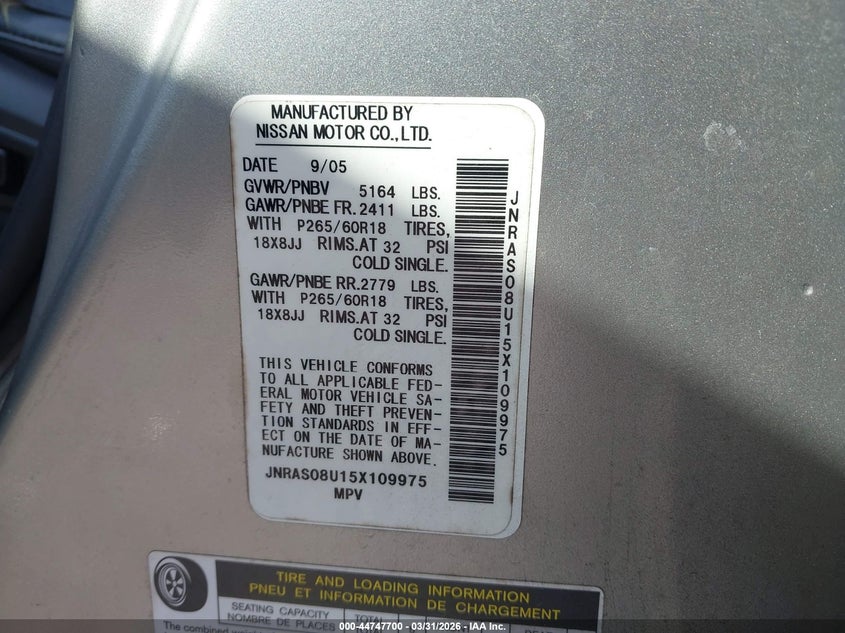 MANUFACTURED BY
NISSAN MOTOR CO.,LTD.
DATE 9/05
GVWR/PNBV 5164 LBS.
GAWR/PNBE FR. 2411 LBS.
WITH P265/60R18 TIRES,
18X8JJ RIMS.AT 32 PSI
COLD SINGLE.
GAWR/PNBE RR. 2779 LBS.
WITH P265/60R18 TIRES,
18X8JJ RIMS.AT 32 PSI
COLD SINGLE.
THIS VEHICLE CONFORMS
TO ALL APPLICABLE FED-
ERAL MOTOR VEHICLE SA-
FETY AND THEFT PREVEN-
TION STANDARDS IN EFF-
ECT ON THE DATE OF MA-
NUFACTURE SHOWN ABOVE.
JNRAS08U15X109975
MPV
JNRAS08U15X109975
TIRE AND LOADING INFORMATION
PNEU ET INFORMATION DE CHARGEMENT
SEATING CAPACITY
NOMBRE DE PLACES
TOTAL
The combined
000-44747700 - 03/31/2026 - IAA Inc.